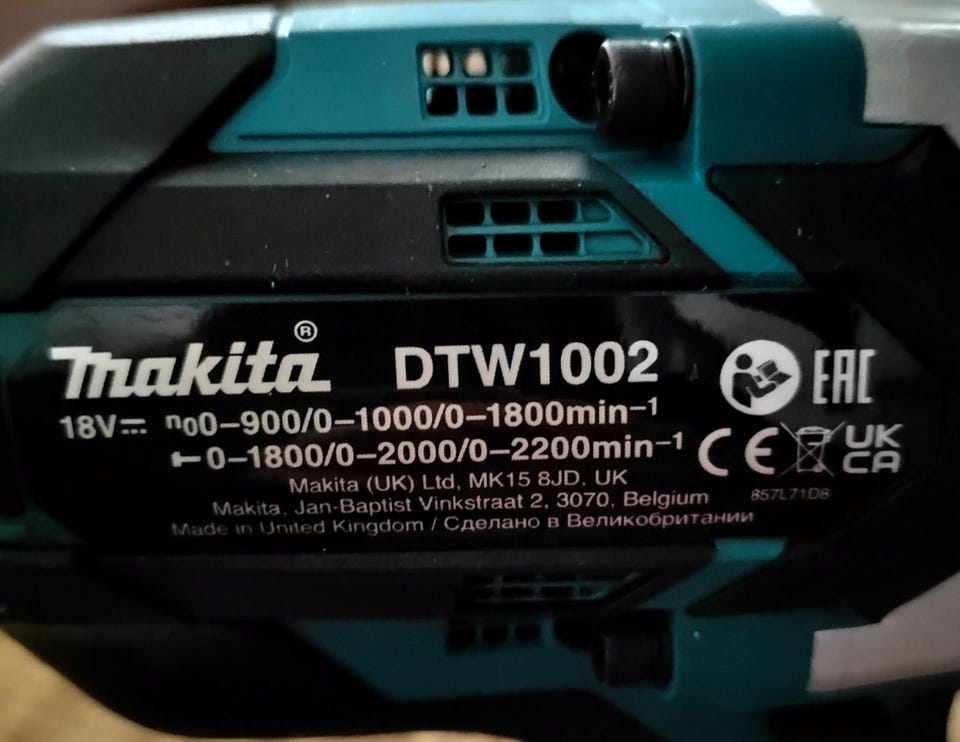 makita® DTW1002
18V⎓ n₀0–900/0–1000/0–1800min⁻¹
0–1800/0–2000/0–2200min⁻¹
EAC
CE UKCA
Makita (UK) Ltd, MK15 8JD, UK
Makita, Jan-Baptist Vinkstraat 2, 3070, Belgium
857L71D8
Made in United Kingdom / Сделано в Великобритании